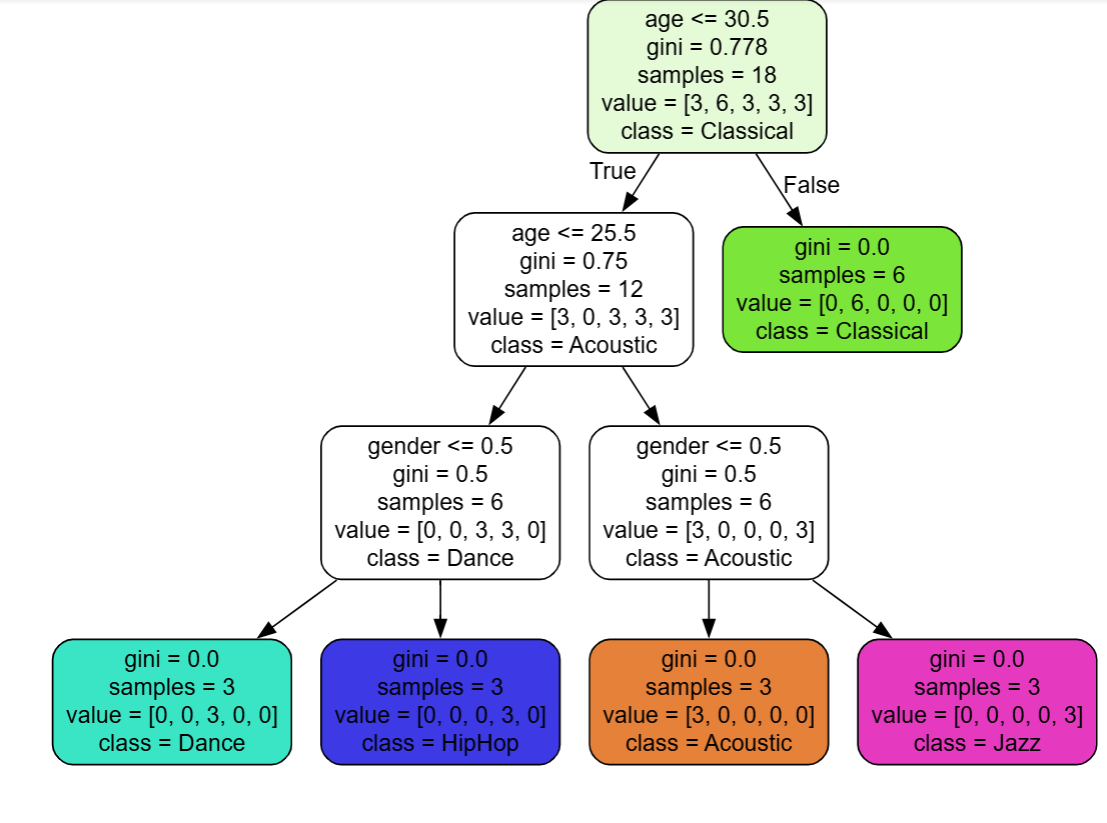 age <= 30.5
gini = 0.778
samples = 18
value = [3, 6, 3, 3, 3]
class = Classical
True
False
age <= 25.5
gini = 0.75
samples = 12
value = [3, 0, 3, 3, 3]
class = Acoustic
gini = 0.0
samples = 6
value = [0, 6, 0, 0, 0]
class = Classical
gender <= 0.5
gini = 0.5
samples = 6
value = [0, 0, 3, 3, 0]
class = Dance
gender <= 0.5
gini = 0.5
samples = 6
value = [3, 0, 0, 0, 3]
class = Acoustic
gini = 0.0
samples = 3
value = [0, 0, 3, 0, 0]
class = Dance
gini = 0.0
samples = 3
value = [0, 0, 0, 3, 0]
class = HipHop
gini = 0.0
samples = 3
value = [3, 0, 0, 0, 0]
class = Acoustic
gini = 0.0
samples = 3
value = [0, 0, 0, 0, 3]
class = Jazz